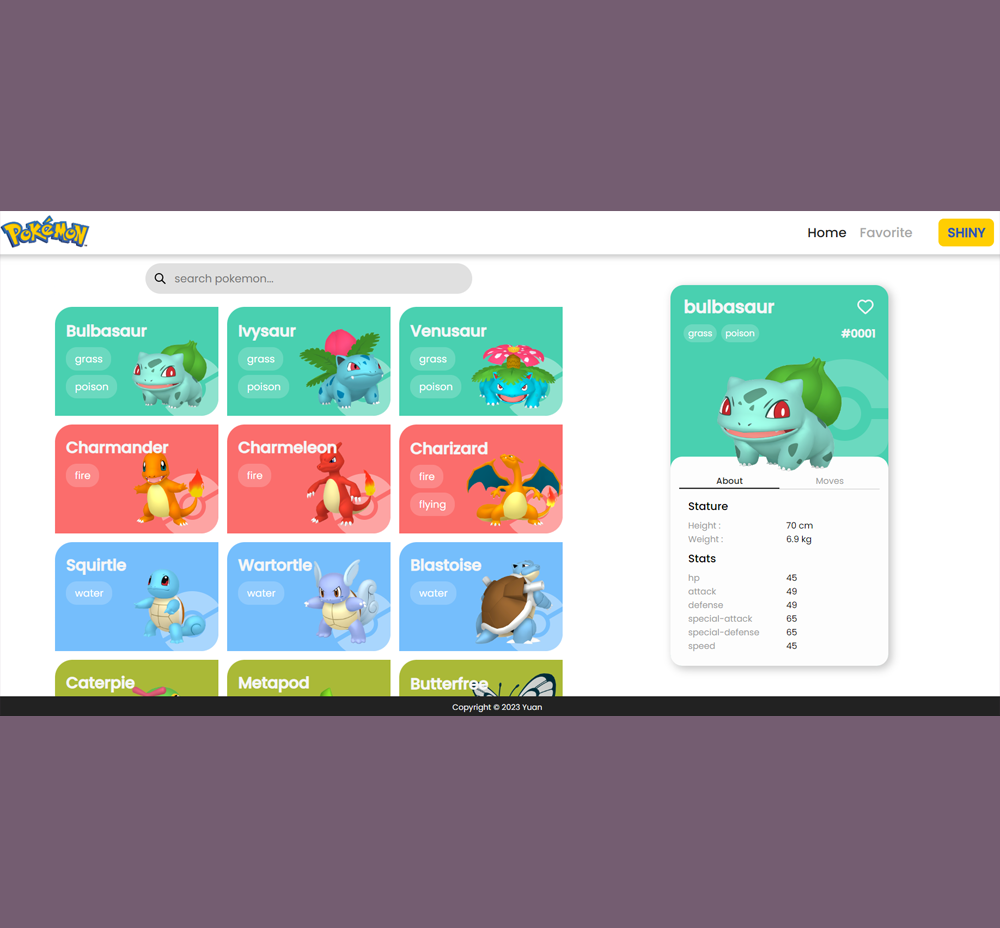 POKéMON
Home Favorite SHINY
search pokemon...
Bulbasaur
grass
poison
Ivysaur
grass
poison
Venusaur
grass
poison
Charmander
fire
Charmeleon
fire
Charizard
fire
flying
Squirtle
water
Wartortle
water
Blastoise
water
Caterpie
Metapod
Butterfree
bulbasaur
grass poison #0001
About Moves
Stature
Height : 70 cm
Weight : 6.9 kg
Stats
hp 45
attack 49
defense 49
special-attack 65
special-defense 65
speed 45
Copyright © 2023 Yuan